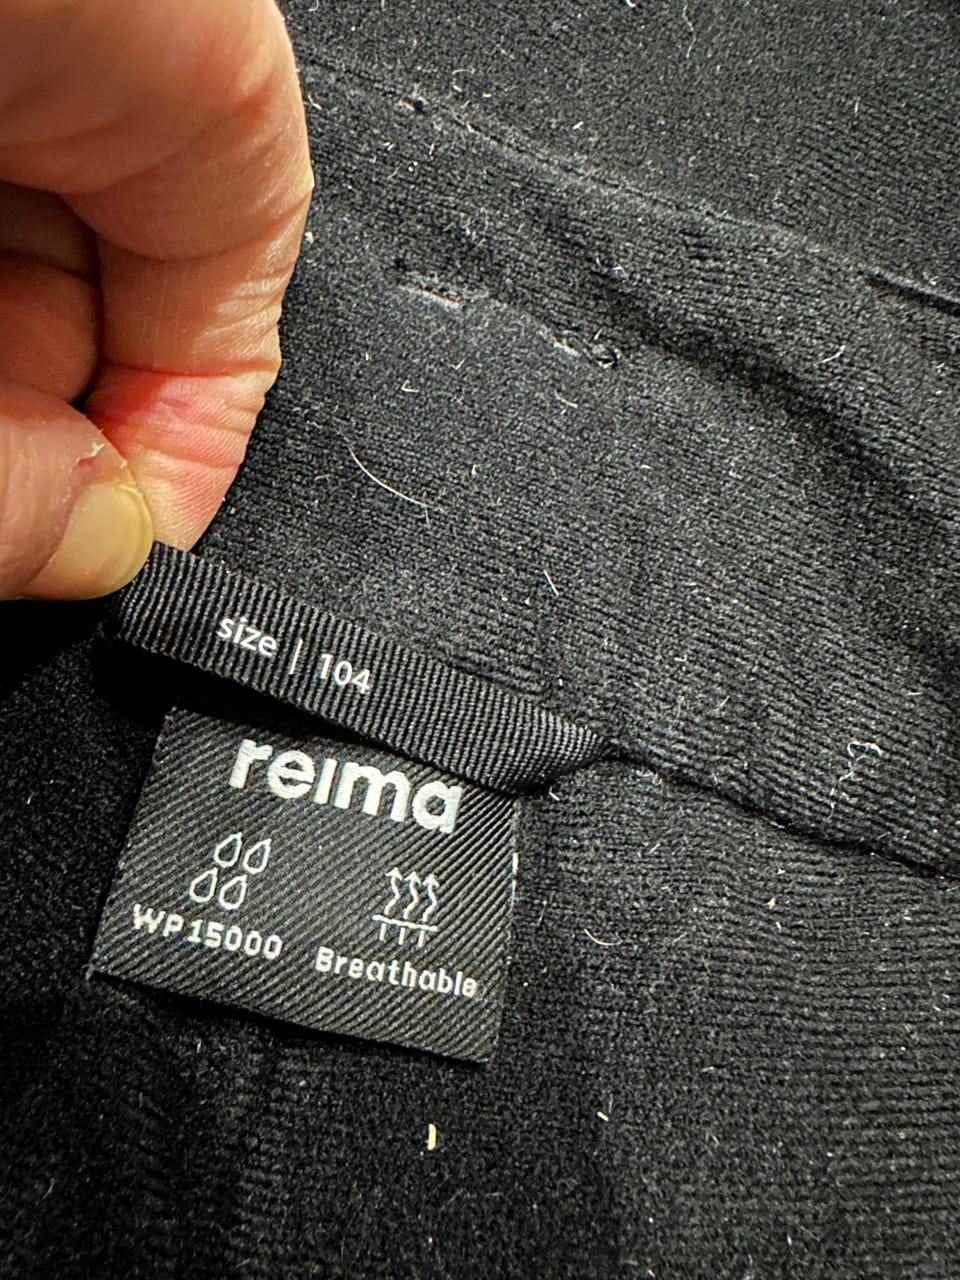 size | 104
reima
WP15000
Breathable